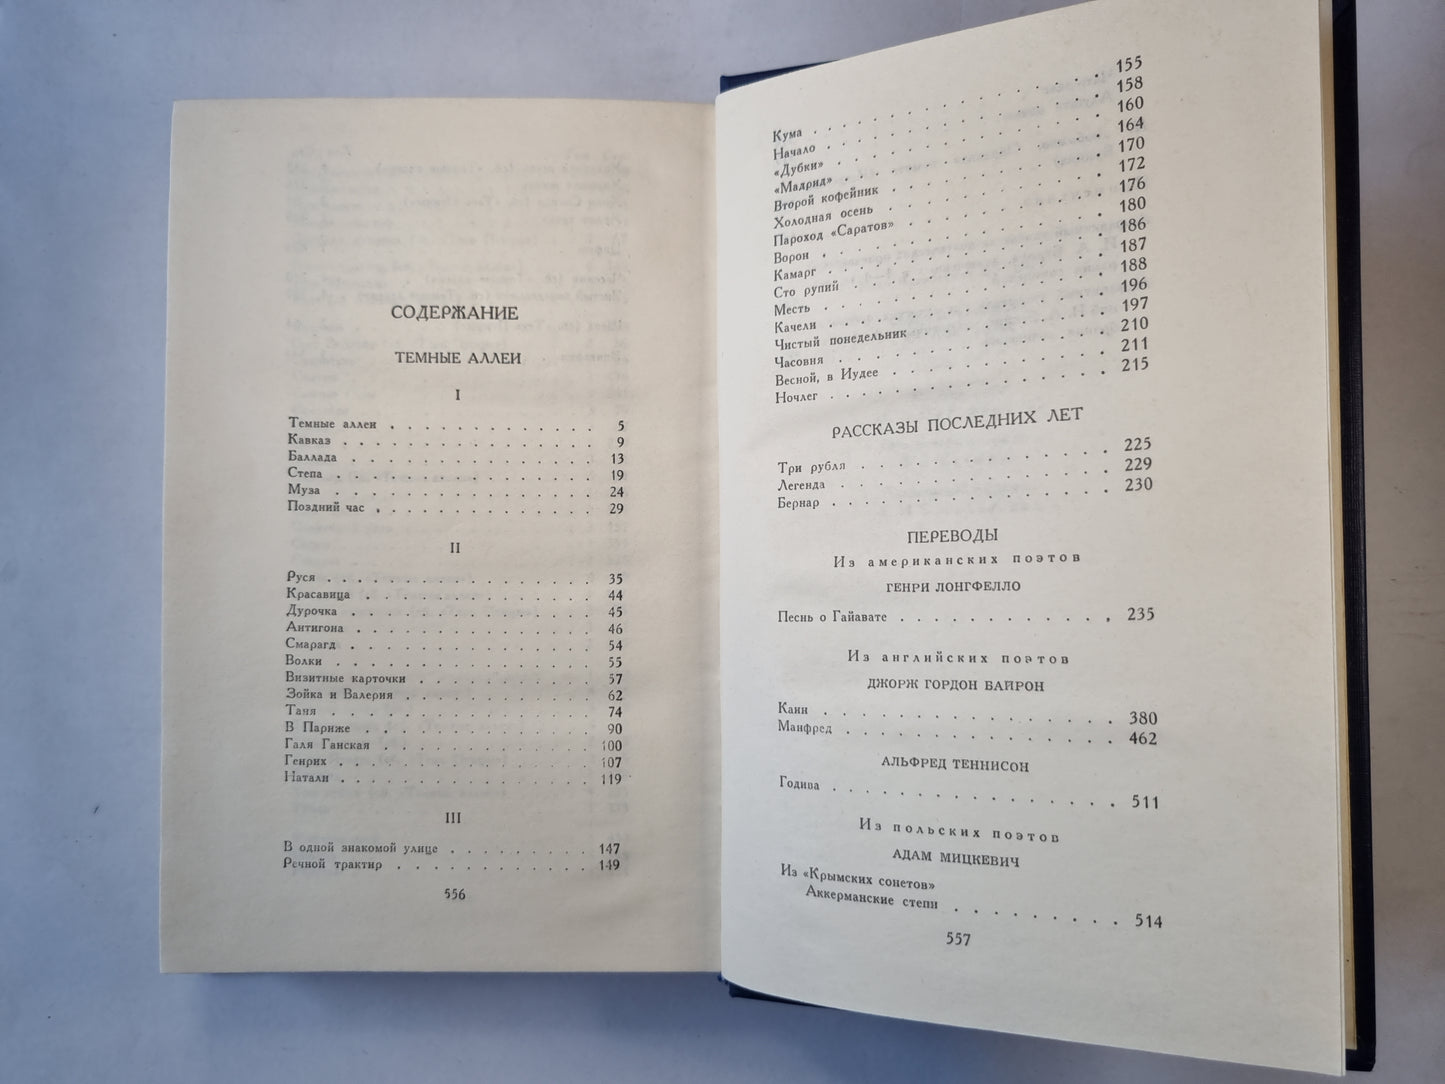 СОДЕРЖАНИЕ
ТЕМНЫЕ АЛЛЕИ
I
Темные аллеи . . . . . . . . . . . . . 5
Кавказ . . . . . . . . . . . . . . . 9
Баллада . . . . . . . . . . . . . . . 13
Степа . . . . . . . . . . . . . . . . 19
Муза . . . . . . . . . . . . . . . . 24
Поздний час . . . . . . . . . . . . . 29
II
Руся . . . . . . . . . . . . . . . . 35
Красавица . . . . . . . . . . . . . . 44
Дурочка . . . . . . . . . . . . . . . 45
Антигона . . . . . . . . . . . . . . 46
Смарагд . . . . . . . . . . . . . . . 54
Волки . . . . . . . . . . . . . . . . 55
Визитные карточки . . . . . . . . . . . 57
Зойка и Валерия . . . . . . . . . . . . 62
Таня . . . . . . . . . . . . . . . . 74
В Париже . . . . . . . . . . . . . . 90
Галя Ганская . . . . . . . . . . . . . 100
Генрих . . . . . . . . . . . . . . . 107
Натали . . . . . . . . . . . . . . . 119
III
В одной знакомой улице . . . . . . . . . 147
Речной трактир . . . . . . . . . . . . 149
556
Кума . . . . . . . . . . . . . . . . 155
Начало . . . . . . . . . . . . . . . 158
«Дубки» . . . . . . . . . . . . . . . 160
«Мадрид» . . . . . . . . . . . . . . 164
Второй кофейник . . . . . . . . . . . . 170
Холодная осень . . . . . . . . . . . . 172
Пароход «Саратов» . . . . . . . . . . . 176
Ворон . . . . . . . . . . . . . . . . 180
Камарг . . . . . . . . . . . . . . . 186
Сто рупий . . . . . . . . . . . . . . 187
Месть . . . . . . . . . . . . . . . . 188
Качели . . . . . . . . . . . . . . . 196
Чистый понедельник . . . . . . . . . . 197
Часовня . . . . . . . . . . . . . . . 210
Весной, в Иудее . . . . . . . . . . . . 211
Ночлег . . . . . . . . . . . . . . . 215
РАССКАЗЫ ПОСЛЕДНИХ ЛЕТ
Три рубля . . . . . . . . . . . . . . 225
Легенда . . . . . . . . . . . . . . . 229
Бернар . . . . . . . . . . . . . . . 230
ПЕРЕВОДЫ
Из американских поэтов
ГЕНРИ ЛОНГФЕЛЛО
Песнь о Гайавате . . . . . . . . . . . . 235
Из английских поэтов
ДЖОРЖ ГОРДОН БАЙРОН
Каин . . . . . . . . . . . . . . . . 380
Манфред . . . . . . . . . . . . . . . 462
АЛЬФРЕД ТЕННИСОН
Годива . . . . . . . . . . . . . . . 511
Из польских поэтов
АДАМ МИЦКЕВИЧ
Из «Крымских сонетов»
Аккерманские степи . . . . . . . . . 514
557